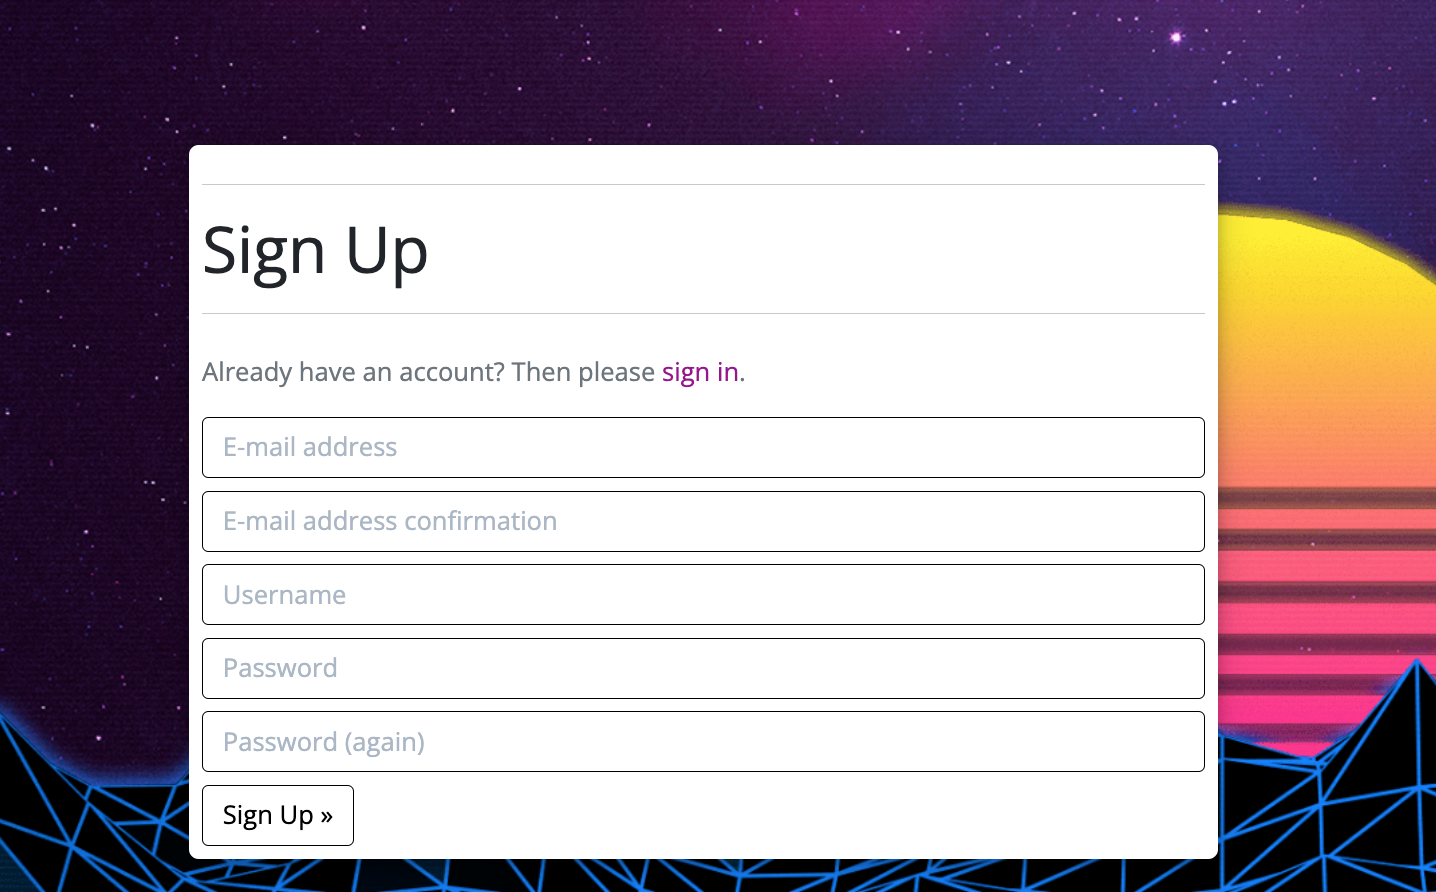 Sign Up
Already have an account? Then please sign in.
E-mail address
E-mail address confirmation
Username
Password
Password (again)
Sign Up »